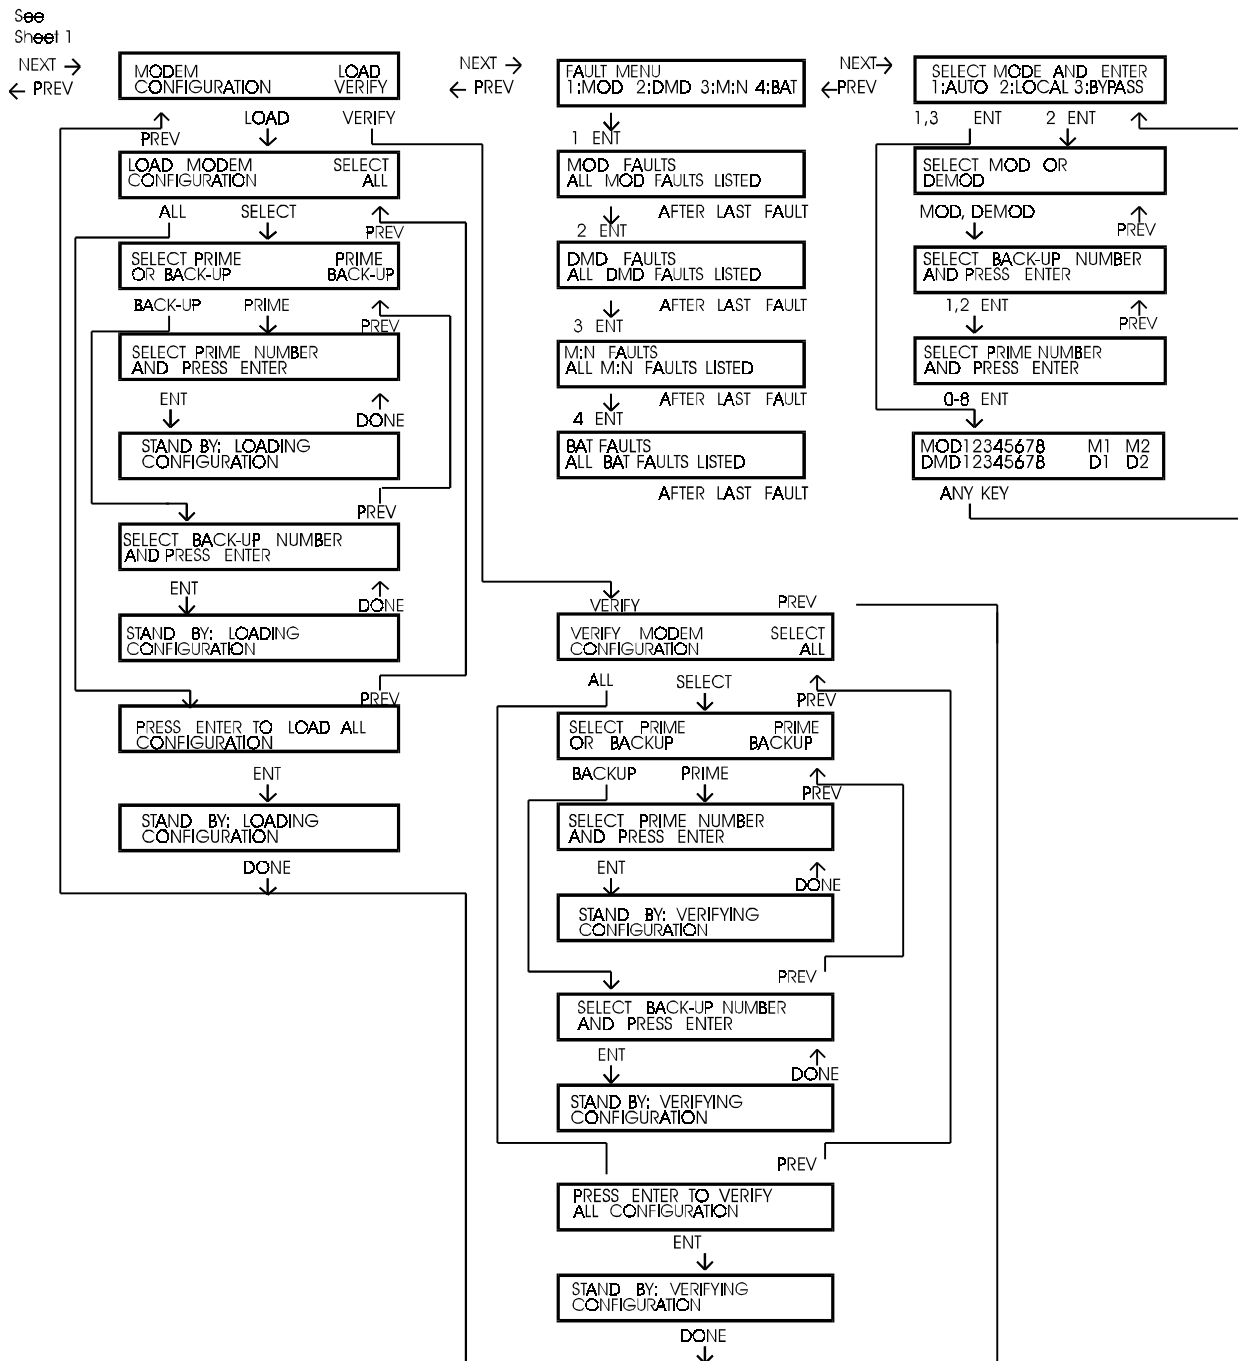 See
Sheet 1
NEXT →
← PREV
MODEM LOAD
CONFIGURATION VERIFY
PREV
LOAD
VERIFY
LOAD MODEM SELECT
CONFIGURATION ALL
ALL
SELECT
PREV
SELECT PRIME PRIME
OR BACK-UP BACK-UP
BACK-UP
PRIME
PREV
SELECT PRIME NUMBER
AND PRESS ENTER
ENT
DONE
STAND BY: LOADING
CONFIGURATION
PREV
SELECT BACK-UP NUMBER
AND PRESS ENTER
ENT
DONE
STAND BY: LOADING
CONFIGURATION
PREV
PRESS ENTER TO LOAD ALL
CONFIGURATION
ENT
STAND BY: LOADING
CONFIGURATION
DONE
NEXT →
← PREV
FAULT MENU
1:MOD 2:DMD 3:M:N 4:BAT
1 ENT
MOD FAULTS
ALL MOD FAULTS LISTED
AFTER LAST FAULT
2 ENT
DMD FAULTS
ALL DMD FAULTS LISTED
AFTER LAST FAULT
3 ENT
M:N FAULTS
ALL M:N FAULTS LISTED
AFTER LAST FAULT
4 ENT
BAT FAULTS
ALL BAT FAULTS LISTED
AFTER LAST FAULT
VERIFY
PREV
VERIFY MODEM SELECT
CONFIGURATION ALL
ALL
SELECT
PREV
SELECT PRIME PRIME
OR BACKUP BACKUP
BACKUP
PRIME
PREV
SELECT PRIME NUMBER
AND PRESS ENTER
ENT
DONE
STAND BY: VERIFYING
CONFIGURATION
PREV
SELECT BACK-UP NUMBER
AND PRESS ENTER
ENT
DONE
STAND BY: VERIFYING
CONFIGURATION
PREV
PRESS ENTER TO VERIFY
ALL CONFIGURATION
ENT
STAND BY: VERIFYING
CONFIGURATION
DONE
NEXT→
←PREV
SELECT MODE AND ENTER
1:AUTO 2:LOCAL 3:BYPASS
1,3 ENT
2 ENT
SELECT MOD OR
DEMOD
MOD, DEMOD
PREV
SELECT BACK-UP NUMBER
AND PRESS ENTER
1,2 ENT
PREV
SELECT PRIME NUMBER
AND PRESS ENTER
0-8 ENT
MOD12345678 M1 M2
DMD12345678 D1 D2
ANY KEY